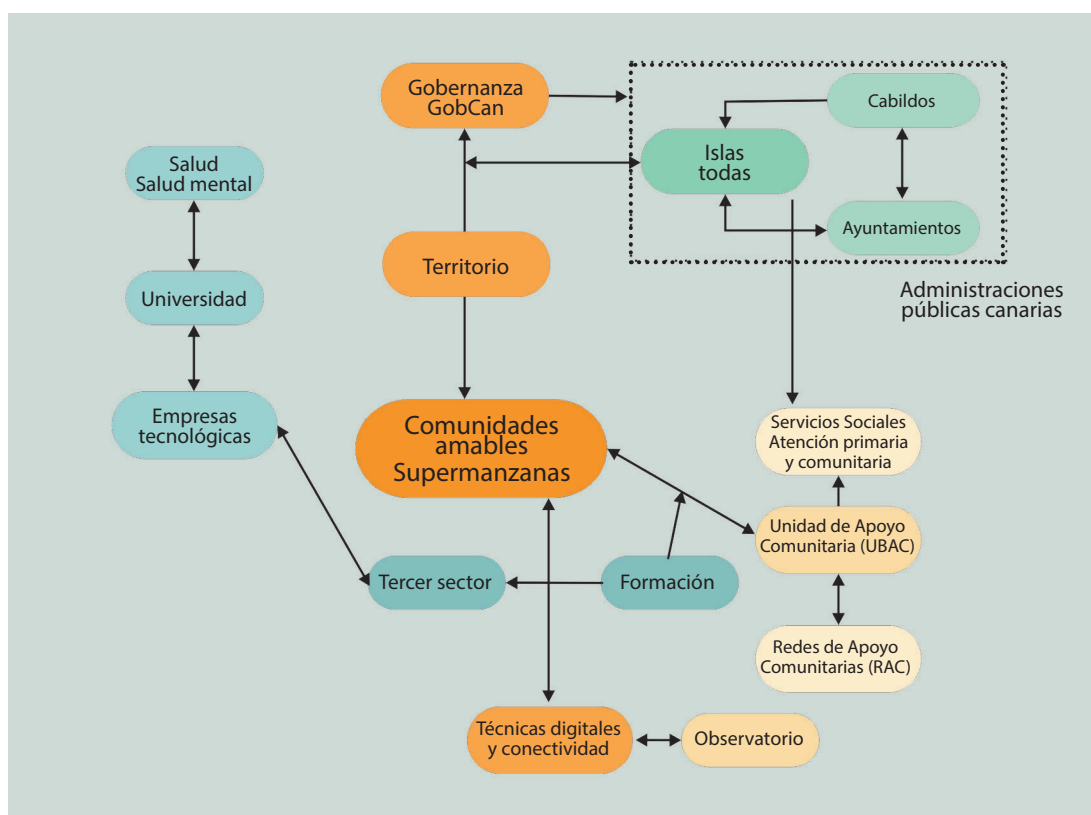 Gobernanza
GobCan
Cabildos
Islas
todas
Salud
Salud mental
Ayuntamientos
Territorio
Administraciones
públicas canarias
Universidad
Empresas
tecnológicas
Comunidades
amables
Supermanzanas
Servicios Sociales
Atención primaria
y comunitaria
Unidad de Apoyo
Comunitaria (UBAC)
Tercer sector
Formación
Redes de Apoyo
Comunitarias (RAC)
Técnicas digitales
y conectividad
Observatorio